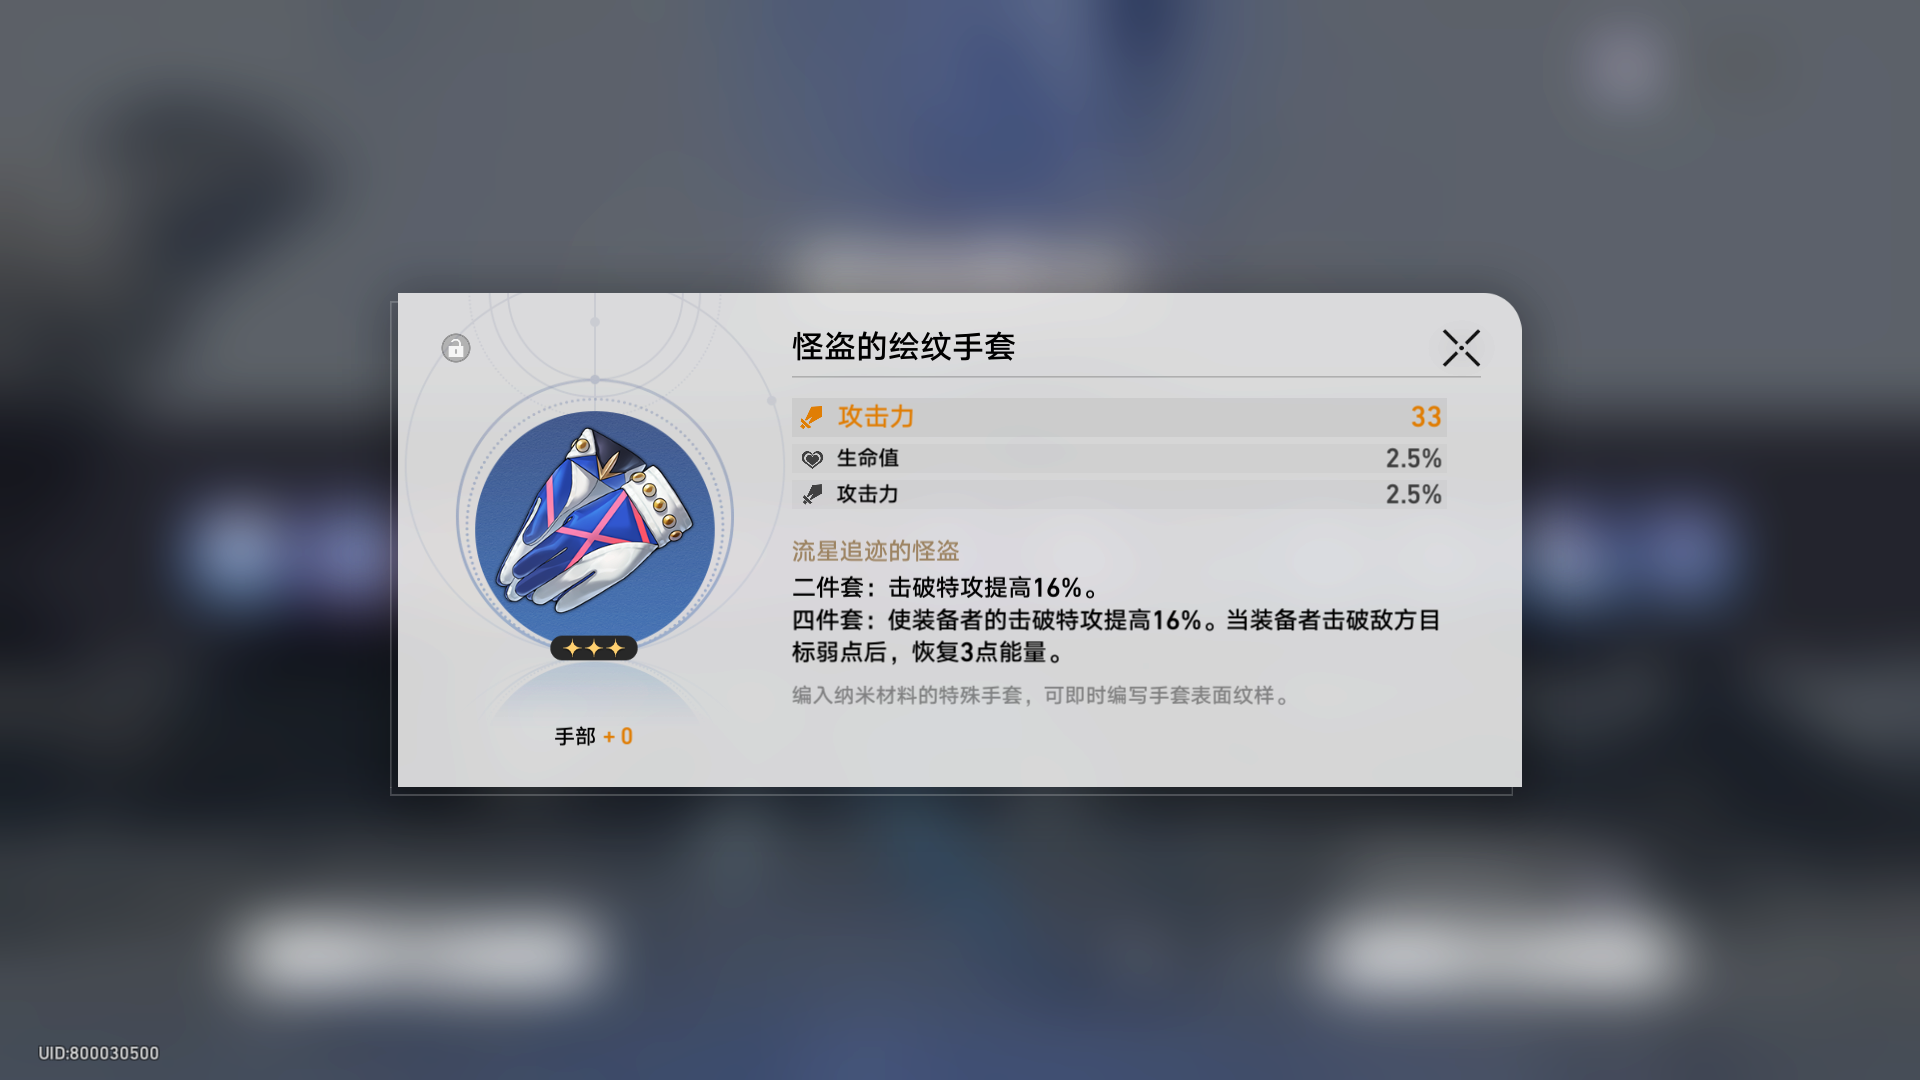 怪盗的绘纹手套
攻击力 33
生命值 2.5%
攻击力 2.5%
流星追迹的怪盗
二件套：击破特攻提高16%。
四件套：使装备者的击破特攻提高16%。当装备者击破敌方目
标弱点后，恢复3点能量。
编入纳米材料的特殊手套，可即时编写手套表面纹样。
手部 + 0
UID:800030500